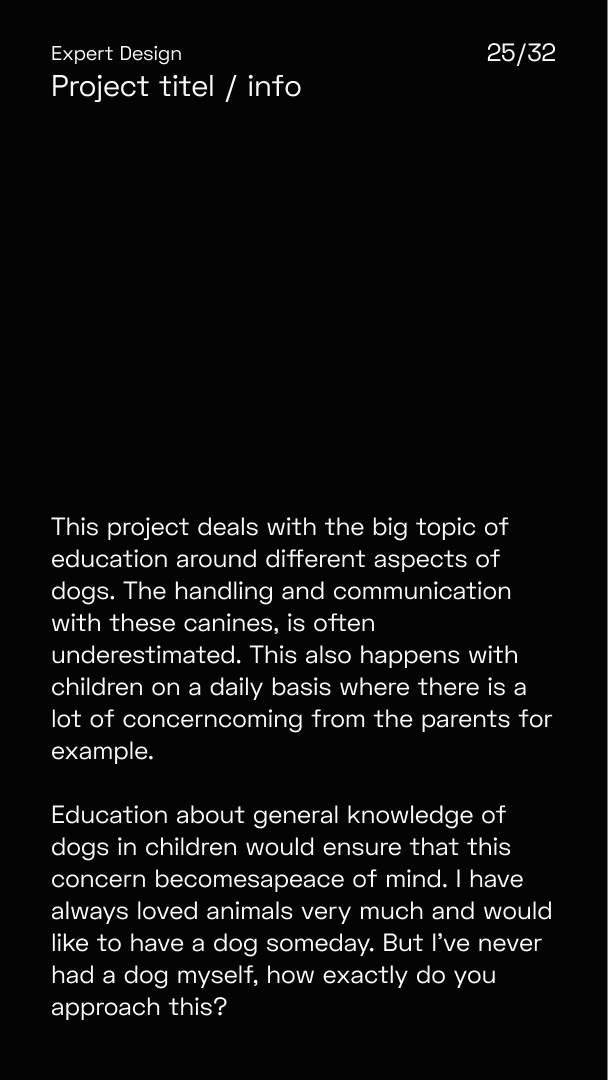 Expert Design
25/32
Project titel / info
This project deals with the big topic of
education around different aspects of
dogs. The handling and communication
with these canines, is often
underestimated. This also happens with
children on a daily basis where there is a
lot of concerncoming from the parents for
example.
Education about general knowledge of
dogs in children would ensure that this
concern becomesapeace of mind. I have
always loved animals very much and would
like to have a dog someday. But I’ve never
had a dog myself, how exactly do you
approach this?